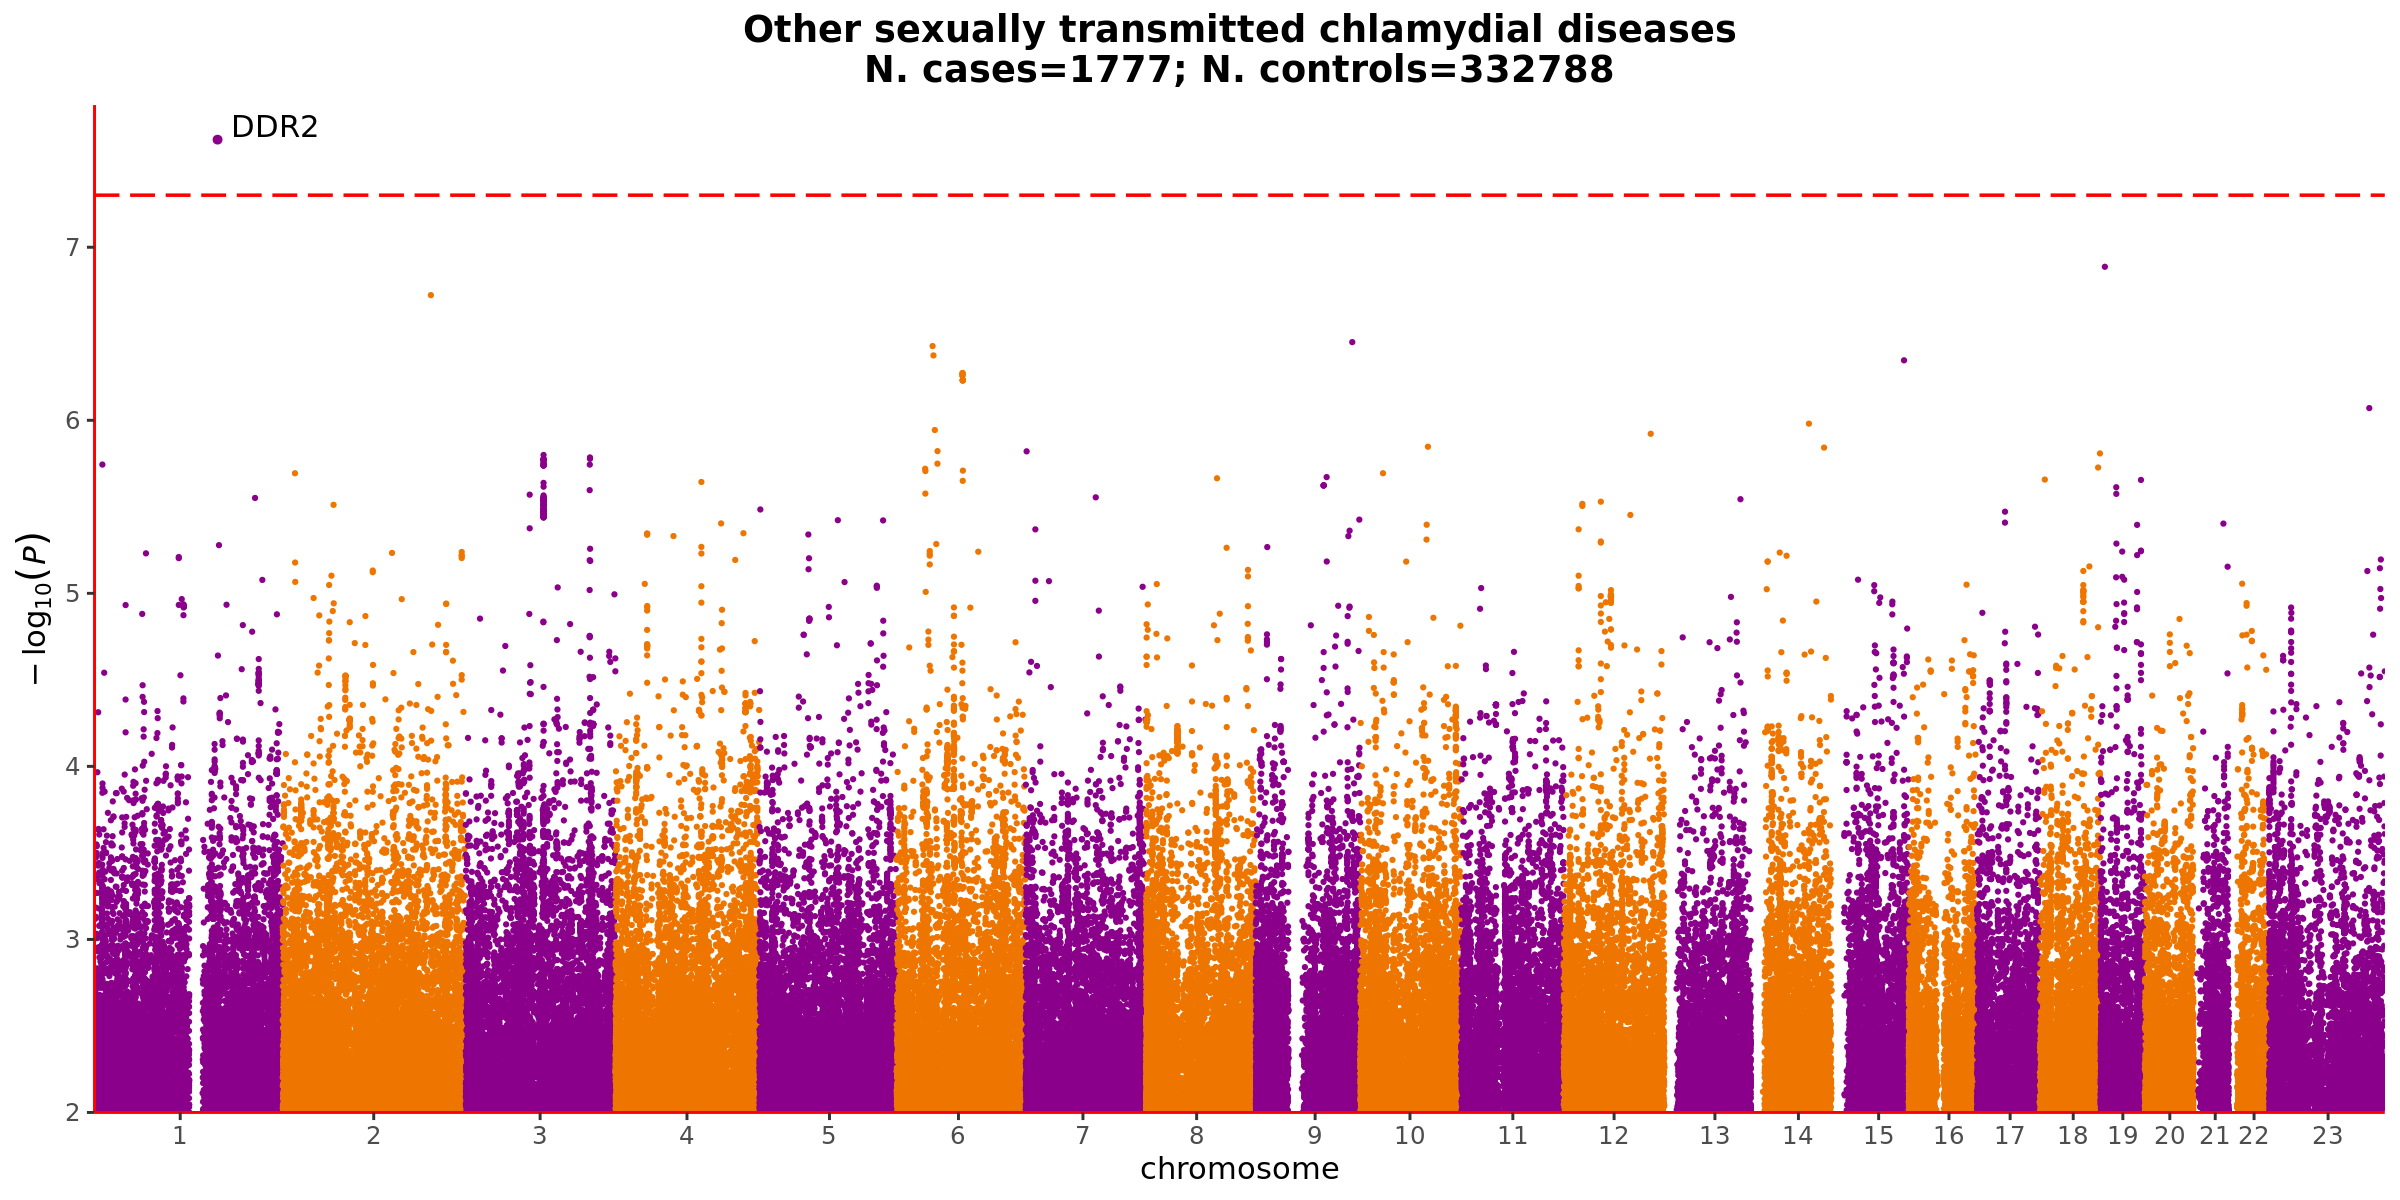 Other sexually transmitted chlamydial diseases
N. cases=1777; N. controls=332788
DDR2
7
6
5
4
3
2
−log10(P)
1 2 3 4 5 6 7 8 9 10 11 12 13 14 15 16 17 18 19 20 21 22 23
chromosome